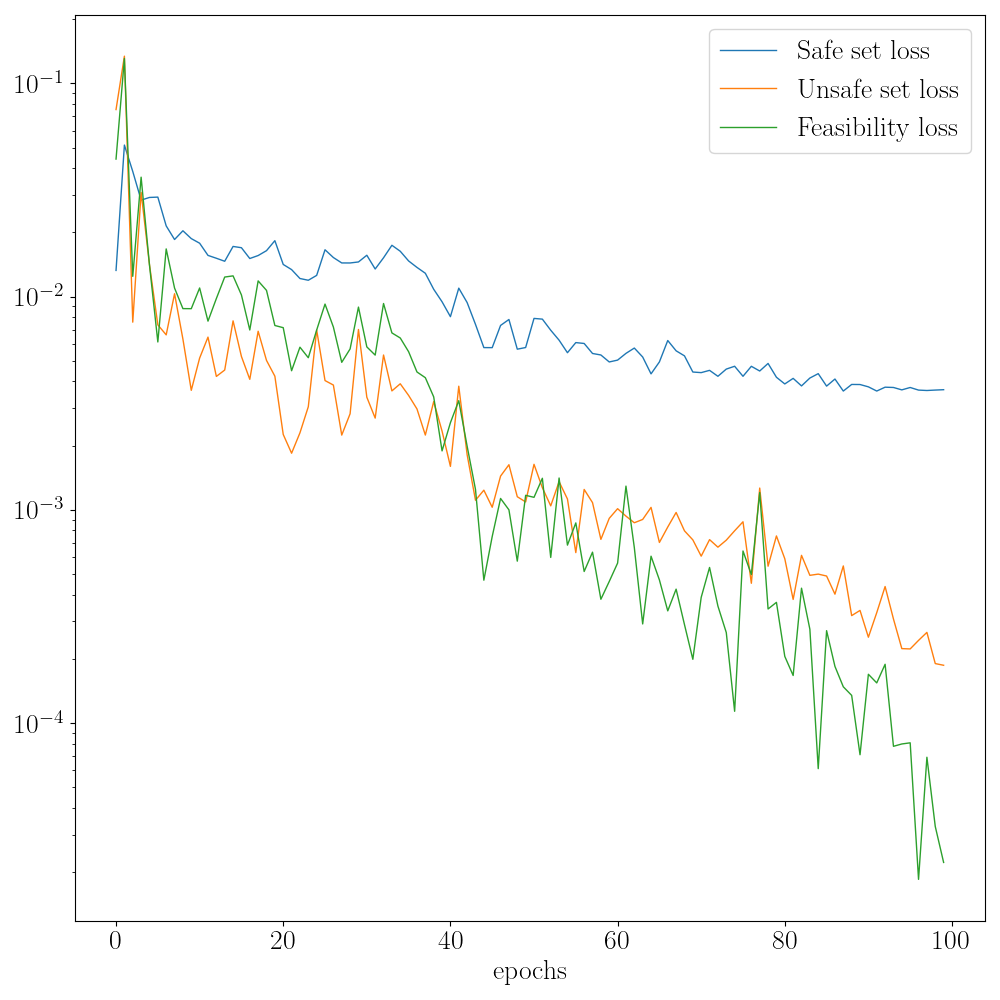 Safe set loss
Unsafe set loss
Feasibility loss
10⁻¹
10⁻²
10⁻³
10⁻⁴
0 20 40 60 80 100
epochs